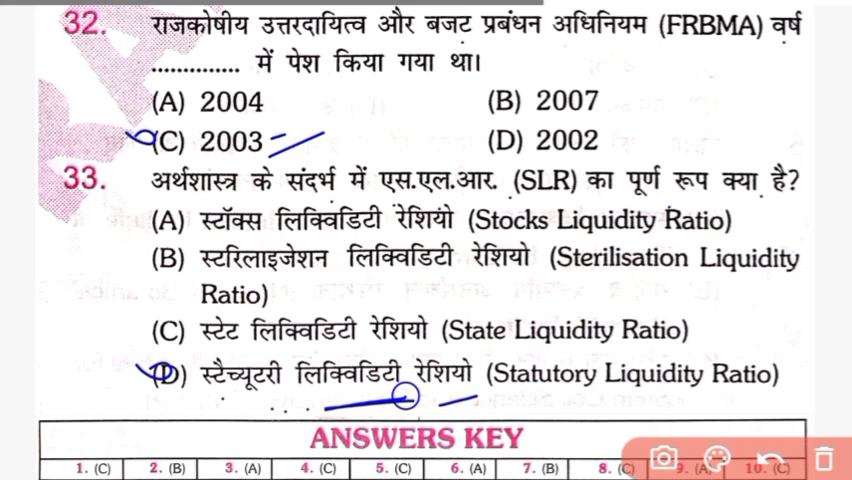 32. राजकोषीय उत्तरदायित्व और बजट प्रबंधन अधिनियम (FRBMA) वर्ष
.............. में पेश किया गया था।
(A) 2004 (B) 2007
(C) 2003 (D) 2002
33. अर्थशास्त्र के संदर्भ में एस.एल.आर. (SLR) का पूर्ण रूप क्या है?
(A) स्टॉक्स लिक्विडिटी रेशियो (Stocks Liquidity Ratio)
(B) स्टरिलाइजेशन लिक्विडिटी रेशियो (Sterilisation Liquidity
Ratio)
(C) स्टेट लिक्विडिटी रेशियो (State Liquidity Ratio)
(D) स्टैच्यूटरी लिक्विडिटी रेशियो (Statutory Liquidity Ratio)
ANSWERS KEY
1. (C) 2. (B) 3. (A) 4. (C) 5. (C) 6. (A) 7. (B) 8. (C) 9. (A) 10. (C)